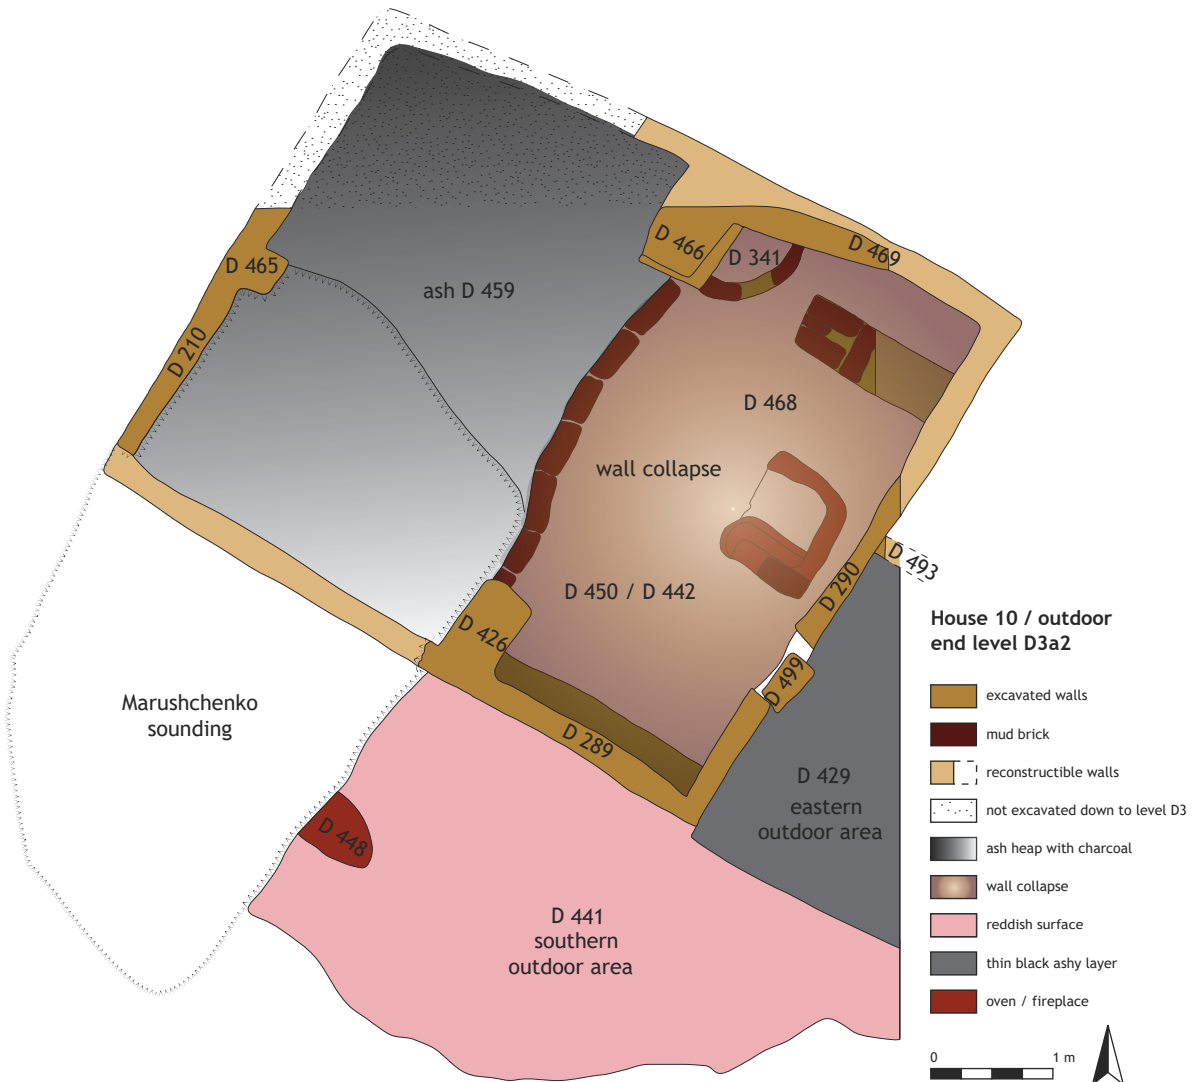 D 466
D 341
D 469
D 465
ash D 459
D 210
D 468
wall collapse
D 493
D 450 / D 442
D 290
D 426
D 499
Marushchenko
sounding
D 289
D 429
eastern
outdoor area
D 448
D 441
southern
outdoor area
House 10 / outdoor
end level D3a2
excavated walls
mud brick
reconstructible walls
not excavated down to level D3
ash heap with charcoal
wall collapse
reddish surface
thin black ashy layer
oven / fireplace
0 1 m